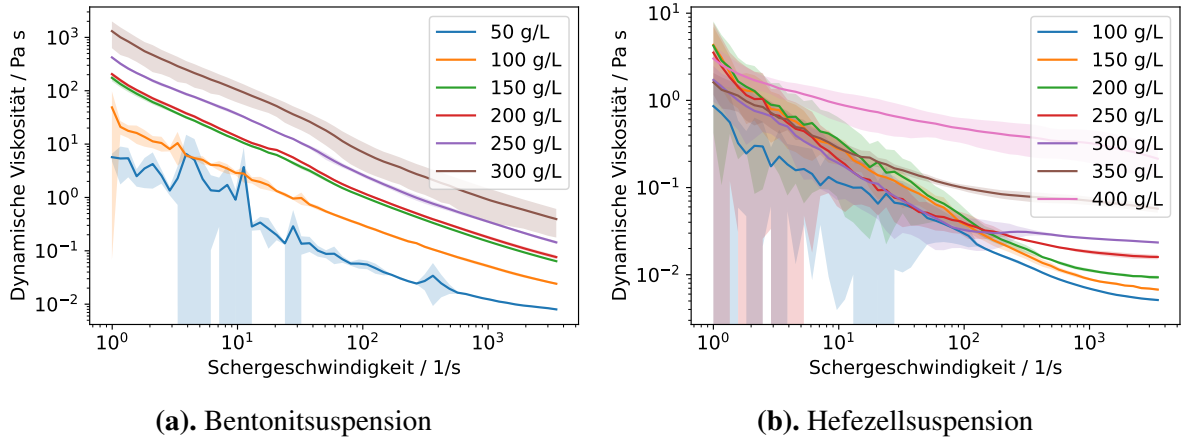 Dynamische Viskosität / Pa s
10³
10²
10¹
10⁰
10⁻¹
10⁻²
50 g/L
100 g/L
150 g/L
200 g/L
250 g/L
300 g/L
10⁰ 10¹ 10² 10³
Schergeschwindigkeit / 1/s
(a). Bentonitsuspension
Dynamische Viskosität / Pa s
10¹
10⁰
10⁻¹
10⁻²
100 g/L
150 g/L
200 g/L
250 g/L
300 g/L
350 g/L
400 g/L
10⁰ 10¹ 10² 10³
Schergeschwindigkeit / 1/s
(b). Hefezellsuspension